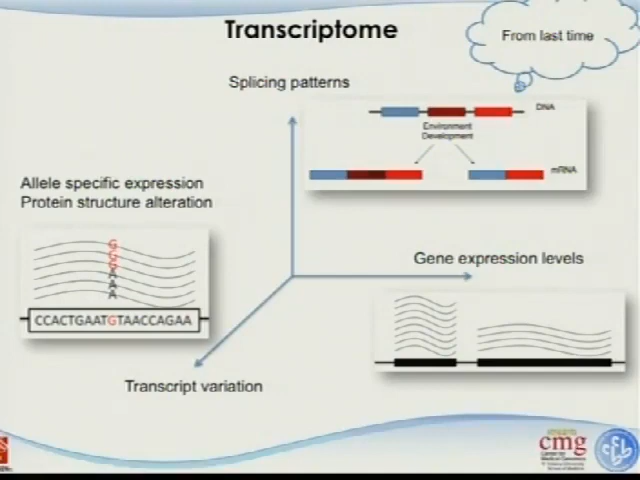 Transcriptome
From last time
Splicing patterns
DNA
Environment
Development
mRNA
Allele specific expression
Protein structure alteration
G
G
G
A
A
A
CCACTGAATGTAACCAGAA
Gene expression levels
Transcript variation
cmg